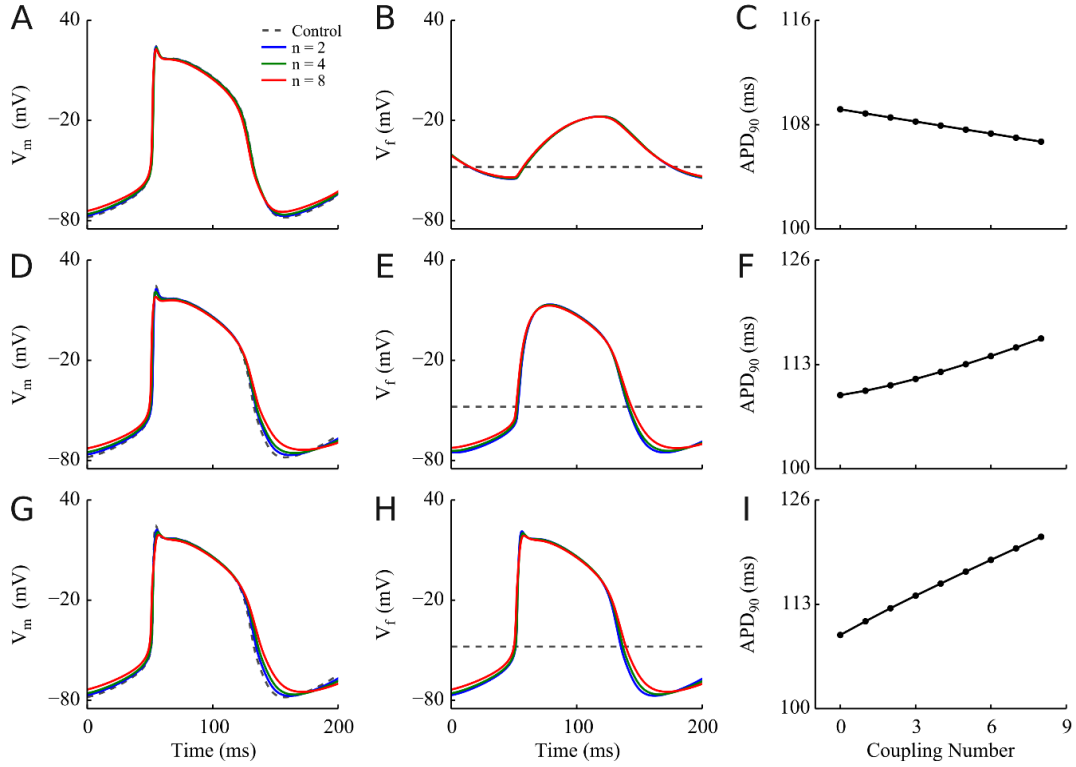 A
40
−20
−80
V_m (mV)
Control
n = 2
n = 4
n = 8
B
40
−20
−80
V_f (mV)
C
116
108
100
APD_90 (ms)
D
40
−20
−80
V_m (mV)
E
40
−20
−80
V_f (mV)
F
126
113
100
APD_90 (ms)
G
40
−20
−80
V_m (mV)
0
100
200
Time (ms)
H
40
−20
−80
V_f (mV)
0
100
200
Time (ms)
I
126
113
100
APD_90 (ms)
0
3
6
9
Coupling Number